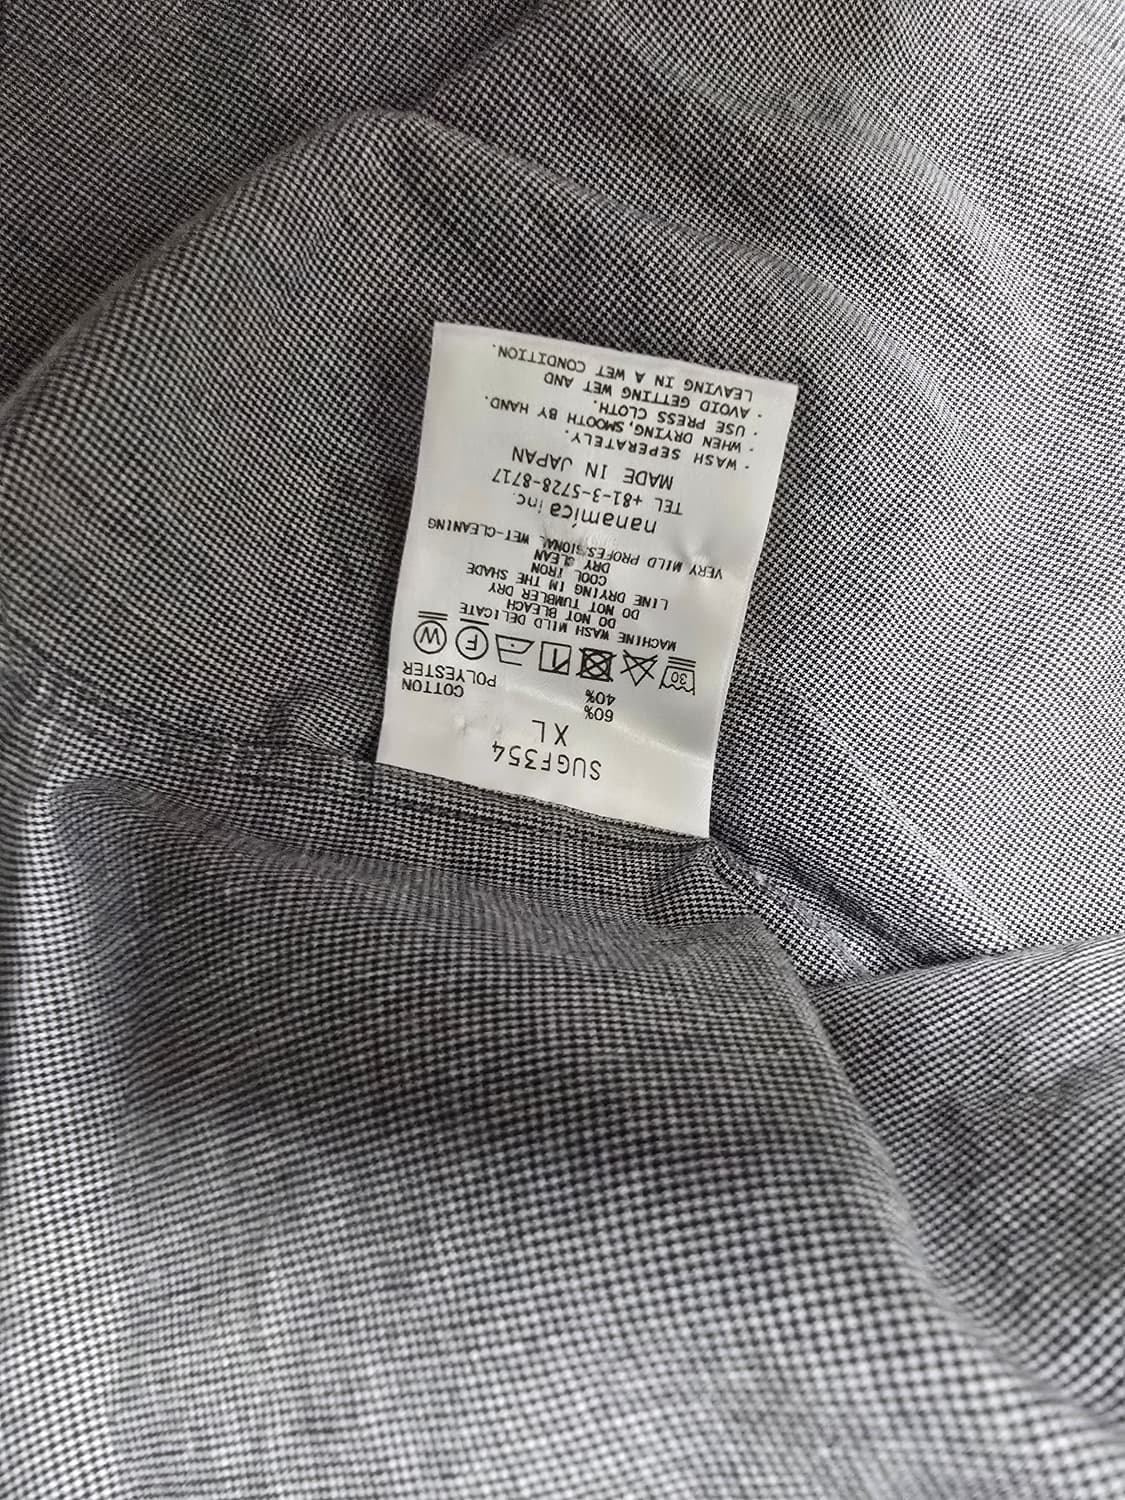 SUGF354
XL
60% COTTON
40% POLYESTER
30 F W
MACHINE WASH MILD DELICATE
DO NOT BLEACH
DO NOT TUMBLER DRY
LINE DRYING IN THE SHADE
COOL IRON
DRY CLEAN
VERY MILD PROFESSIONAL WET-CLEANING
nanamica inc.
TEL +81-3-5728-8717
MADE IN JAPAN
· WASH SEPERATELY.
· WHEN DRYING, SMOOTH BY HAND.
· USE PRESS CLOTH.
· AVOID GETTING WET AND
LEAVING IN A WET CONDITION.